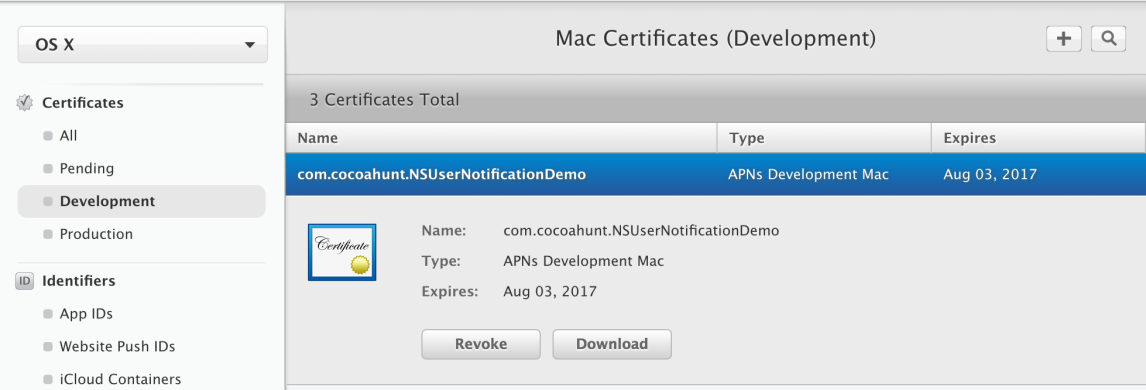 OS X
Mac Certificates (Development)
3 Certificates Total
Certificates
All
Pending
Development
Production
ID Identifiers
App IDs
Website Push IDs
iCloud Containers
Name Type Expires
com.cocoahunt.NSUserNotificationDemo APNs Development Mac Aug 03, 2017
Certificate
Name: com.cocoahunt.NSUserNotificationDemo
Type: APNs Development Mac
Expires: Aug 03, 2017
Revoke Download